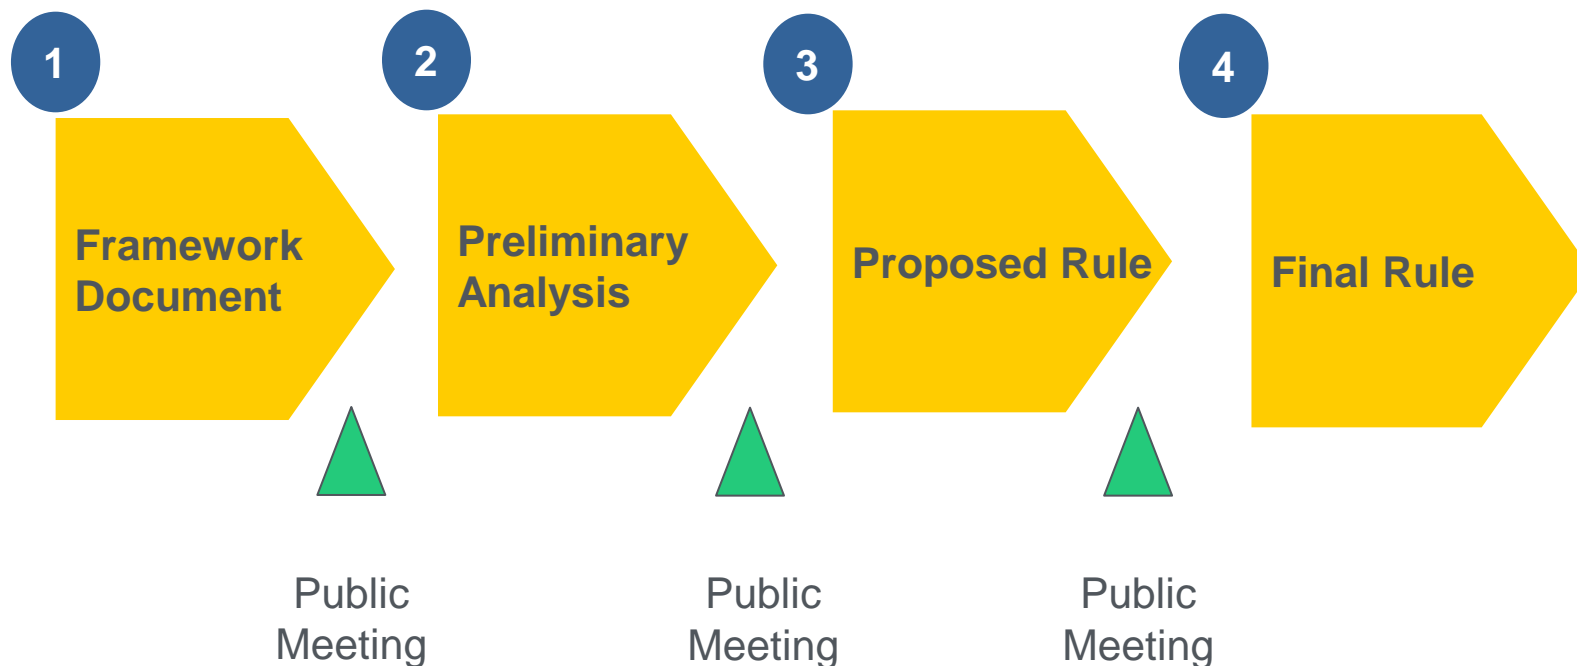 1
2
3
4
Framework
Document
Preliminary
Analysis
Proposed Rule
Final Rule
Public
Meeting
Public
Meeting
Public
Meeting